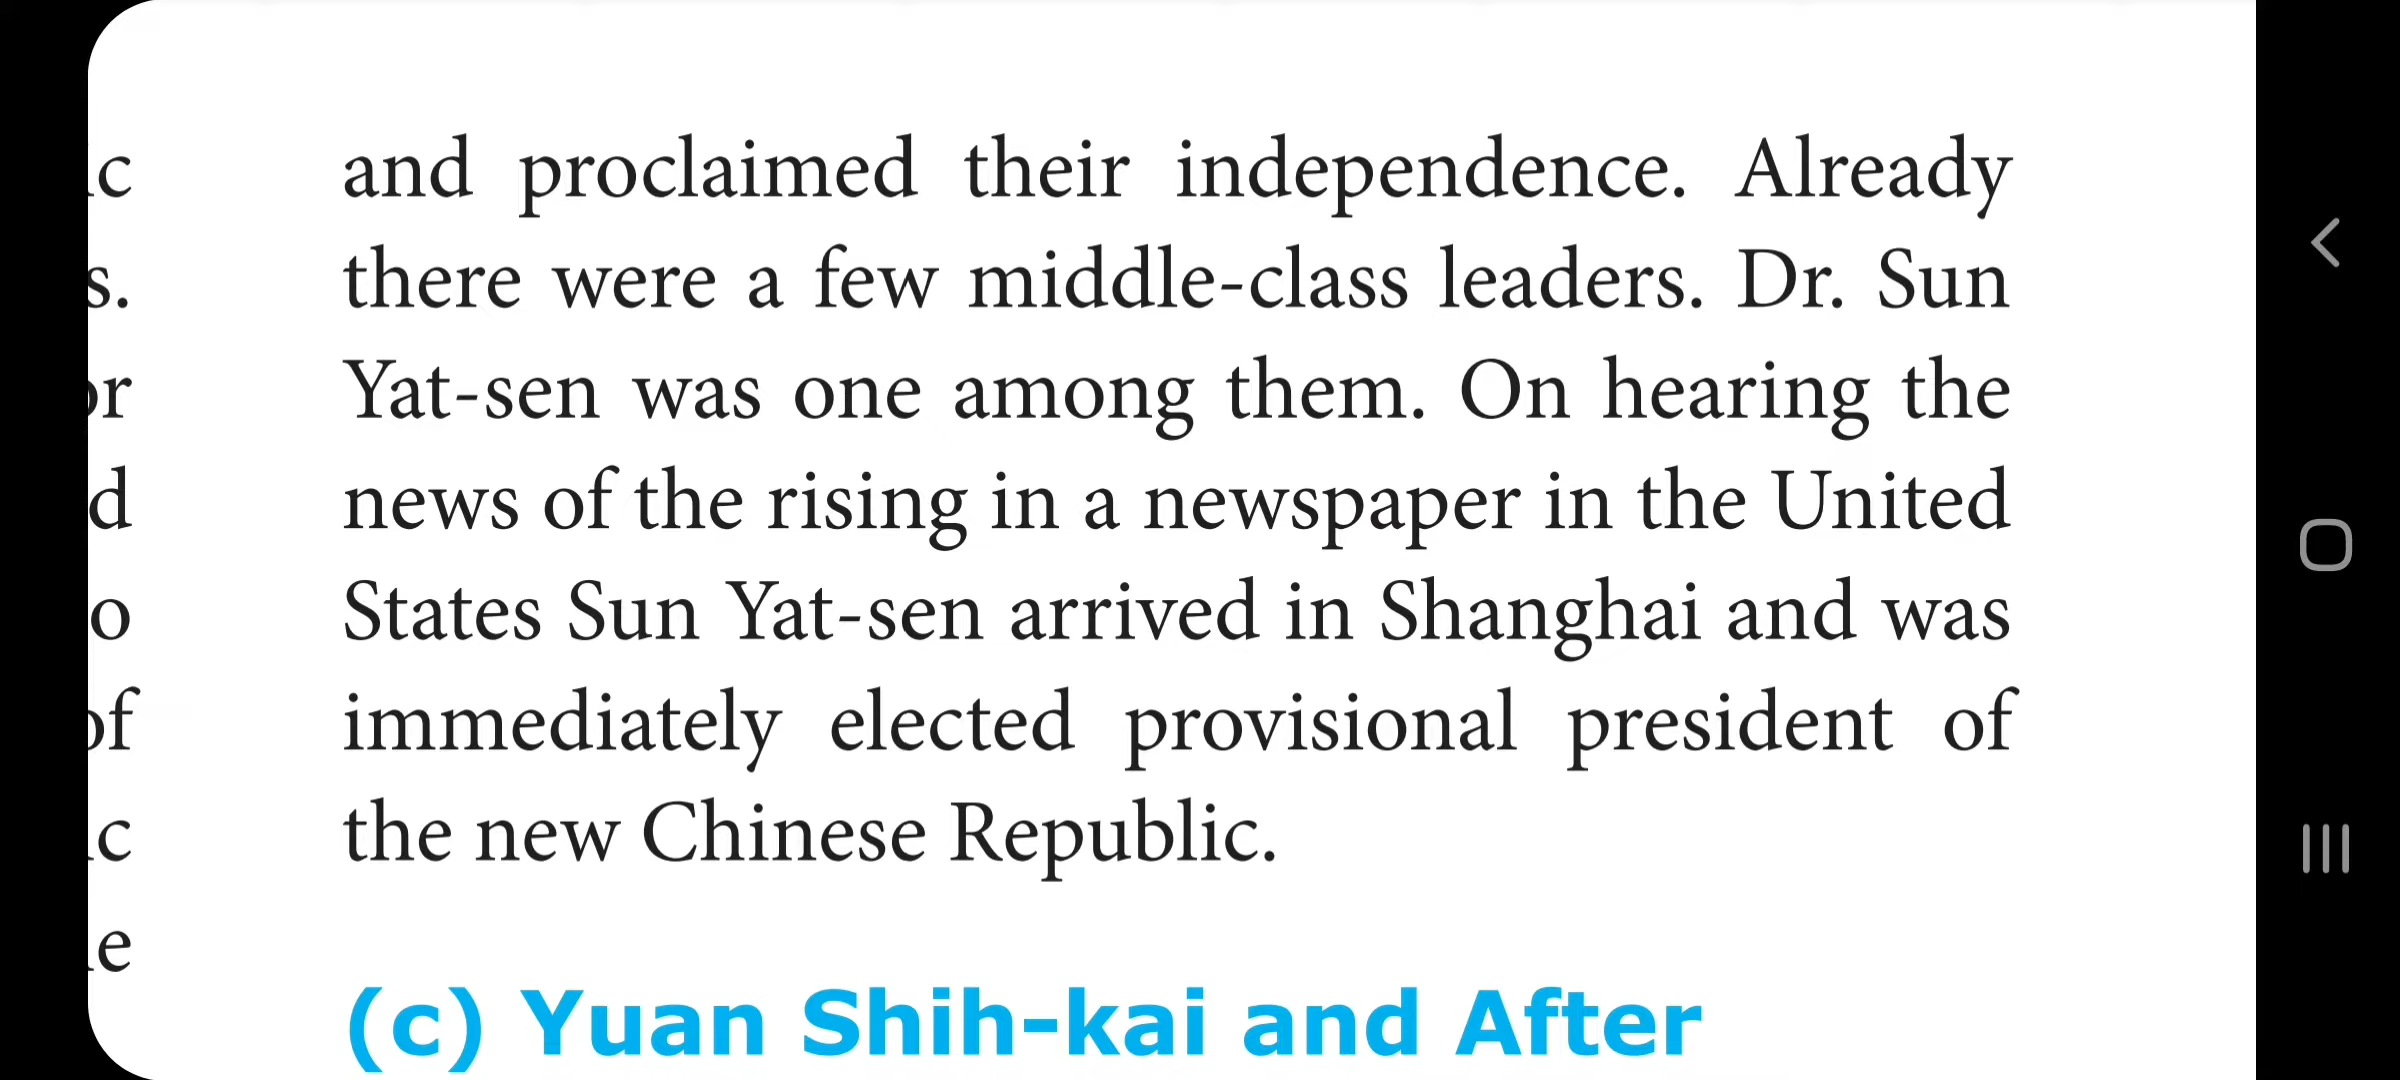 and proclaimed their independence. Already
there were a few middle-class leaders. Dr. Sun
Yat-sen was one among them. On hearing the
news of the rising in a newspaper in the United
States Sun Yat-sen arrived in Shanghai and was
immediately elected provisional president of
the new Chinese Republic.
(c) Yuan Shih-kai and After